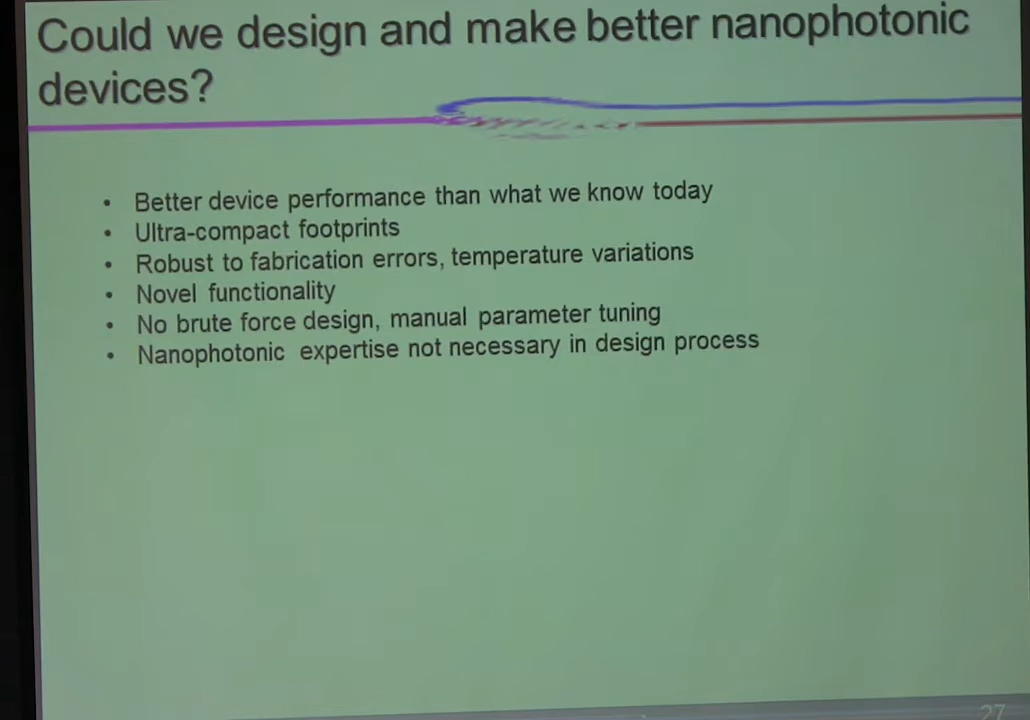 Could we design and make better nanophotonic
devices?
• Better device performance than what we know today
• Ultra-compact footprints
• Robust to fabrication errors, temperature variations
• Novel functionality
• No brute force design, manual parameter tuning
• Nanophotonic expertise not necessary in design process
27